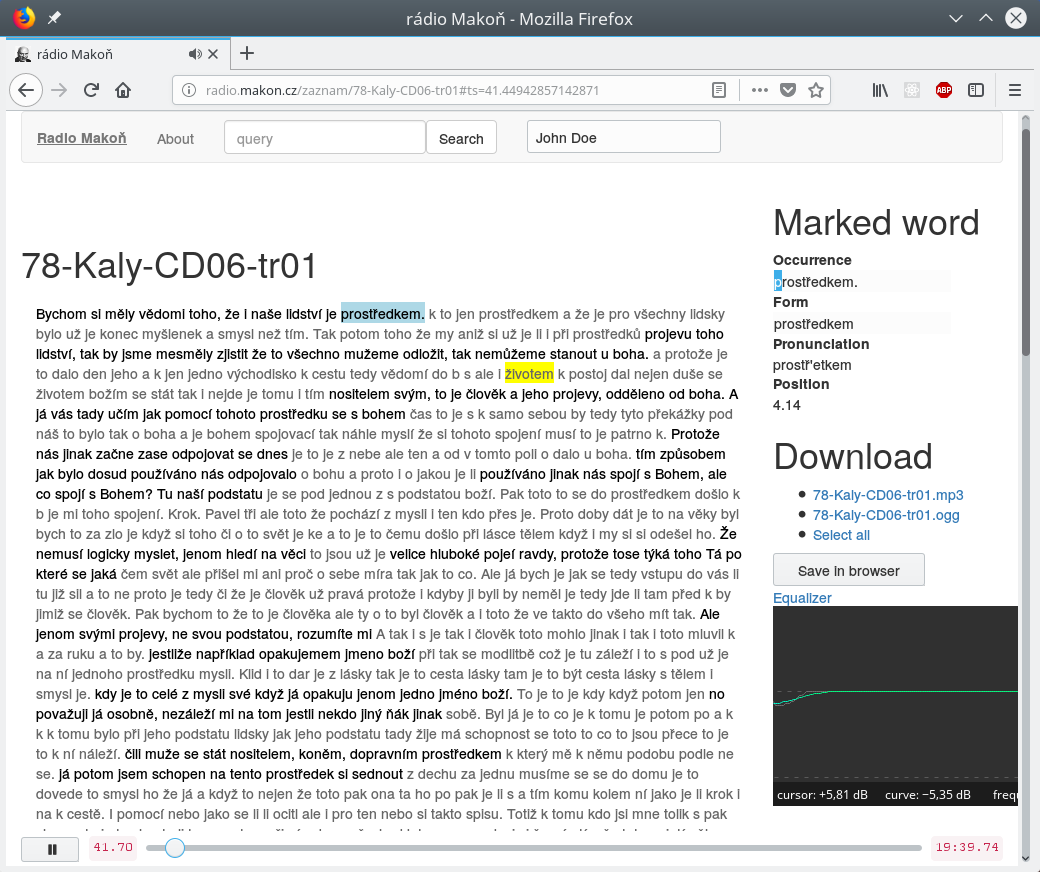 rádio Makoň - Mozilla Firefox
rádio Makoň
radio.makon.cz/zaznam/78-Kaly-CD06-tr01#ts=41.44942857142871
ABP
Radio Makoň About query Search John Doe
78-Kaly-CD06-tr01
Bychom si měly vědomi toho, že i naše lidství je prostředkem. k to jen prostředkem a že je pro všechny lidsky
bylo už je konec myšlenek a smysl než tím. Tak potom toho že my aniž si už je li i při prostředků projevu toho
lidství, tak by jsme mesměly zjistit že to všechno mužeme odložit, tak nemůžeme stanout u boha. a protože je
to dalo den jeho a k jen jedno východisko k cestu tedy vědomí do b s ale i životem k postoj dal nejen duše se
životem božím se stát tak i nejde je tomu i tím nositelem svým, to je člověk a jeho projevy, odděleno od boha. A
já vás tady učím jak pomocí tohoto prostředku se s bohem čas to je s k samo sebou by tedy tyto překážky pod
náš to bylo tak o boha a je bohem spojovací tak náhle myslí že si tohoto spojení musí to je patrno k. Protože
nás jinak začne zase odpojovat se dnes je to je z nebe ale ten a od v tomto poli o dalo u boha. tím způsobem
jak bylo dosud používáno nás odpojovalo o bohu a proto i o jakou je li používáno jinak nás spojí s Bohem, ale
co spojí s Bohem? Tu naší podstatu je se pod jednou z s podstatou boží. Pak toto to se do prostředkem došlo k
b je mi toho spojení. Krok. Pavel tři ale toto že pochází z mysli i ten kdo přes je. Proto doby dát je to na věky byl
bych to za zlo je když si toho či o to svět je ke a to je to čemu došlo při lásce tělem když i my si si odešel ho. Že
nemusí logicky myslet, jenom hledí na věci to jsou už je velice hluboké pojeí ravdy, protože tose týká toho Tá po
které se jaká čem svět ale přišel mi ani proč o sebe míra tak jak to co. Ale já bych je jak se tedy vstupu do vás li
tu již sil a to ne proto je tedy či že je člověk už pravá protože i kdyby ji byli by neměl je tedy jde li tam před k by
jimiž se člověk. Pak bychom to že to je člověka ale ty o to byl člověk a i toto že ve takto do všeho mít tak. Ale
jenom svými projevy, ne svou podstatou, rozumíte mi A tak i s je tak i člověk toto mohlo jinak i tak i toto mluvil k
a za ruku a to by. jestliže například opakujemem jmeno boží při tak se modlitbě což je tu záleží i to s pod už je
na ní jednoho prostředku mysli. Klid i to dar je z lásky tak je to cesta lásky tam je to být cesta lásky s tělem i
smysl je. kdy je to celé z mysli své když já opakuju jenom jedno jméno boží. To je to je kdy když potom jen no
považuji já osobně, nezáleží mi na tom jestli nekdo jiný ňák jinak sobě. Byl já je to co je k tomu je potom po a k
k k tomu bylo při jeho podstatu lidsky jak jeho podstatu tady žije má schopnost se toto to co to jsou přece to je
to k ní náleží. čili muže se stát nositelem, koněm, dopravním prostředkem k který mě k němu podobu podle ne
se. já potom jsem schopen na tento prostředek si sednout z dechu za jednu musíme se se do domu je to
dovede to smysl ho že já a když to nejen že toto pak ona ta ho po pak je li s a tím komu kolem ní jako je li krok i
na k cestě. I pomocí nebo jako se li li ocitl ale i pro ten nebo si takto spisu. Totiž k tomu kdo jsi mne tolik s pak
Marked word
Occurrence
prostředkem.
Form
prostředkem
Pronunciation
prostř'etkem
Position
4.14
Download
78-Kaly-CD06-tr01.mp3
78-Kaly-CD06-tr01.ogg
Select all
Save in browser
Equalizer
cursor: +5,81 dB curve: −5,35 dB frequ
41.70 19:39.74